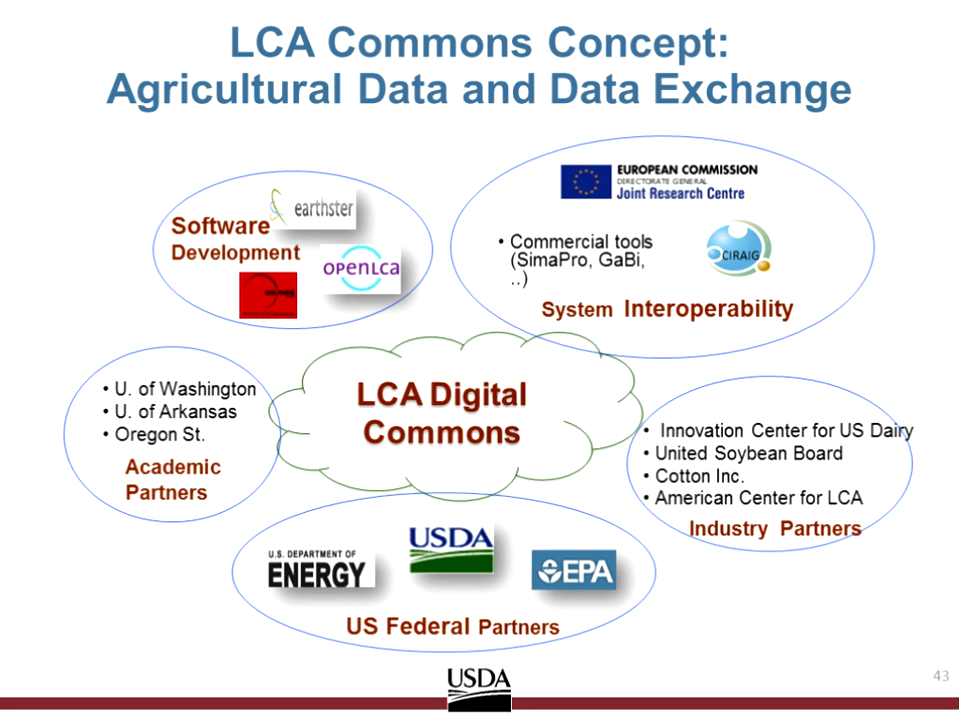 LCA Commons Concept:
Agricultural Data and Data Exchange
Software
Development
earthster
openLca
EUROPEAN COMMISSION
DIRECTORATE GENERAL
Joint Research Centre
• Commercial tools
(SimaPro, GaBi,
..)
CIRAIG
System Interoperability
LCA Digital
Commons
• U. of Washington
• U. of Arkansas
• Oregon St.
Academic
Partners
• Innovation Center for US Dairy
• United Soybean Board
• Cotton Inc.
• American Center for LCA
Industry Partners
U.S. DEPARTMENT OF
ENERGY
USDA
EPA
US Federal Partners
USDA
43